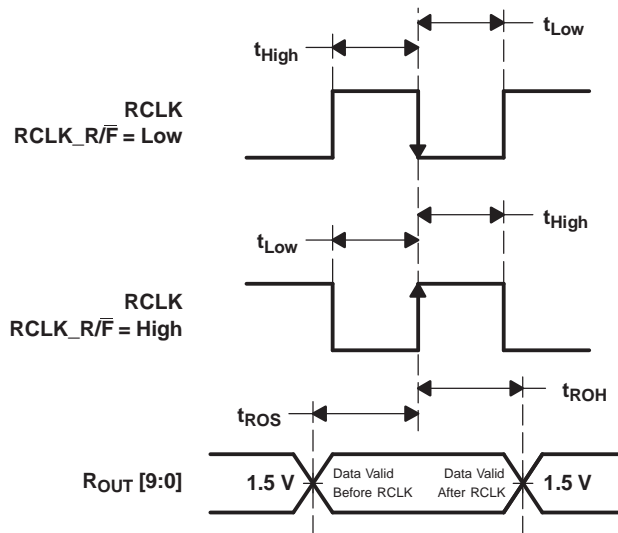 tLow
tHigh
RCLK
RCLK_R/F̅ = Low
tHigh
tLow
RCLK
RCLK_R/F̅ = High
tROH
tROS
ROUT [9:0]
1.5 V
Data Valid
Before RCLK
Data Valid
After RCLK
1.5 V